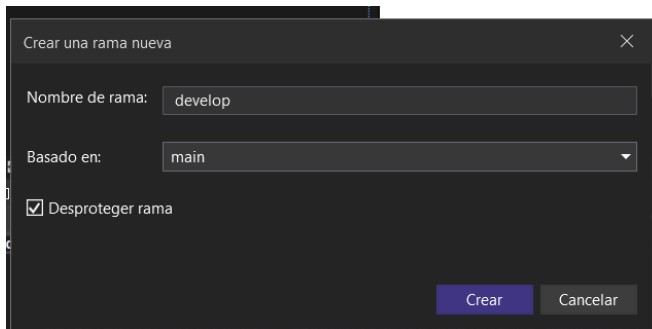 Crear una rama nueva
Nombre de rama: develop
Basado en: main
Desproteger rama
Crear Cancelar